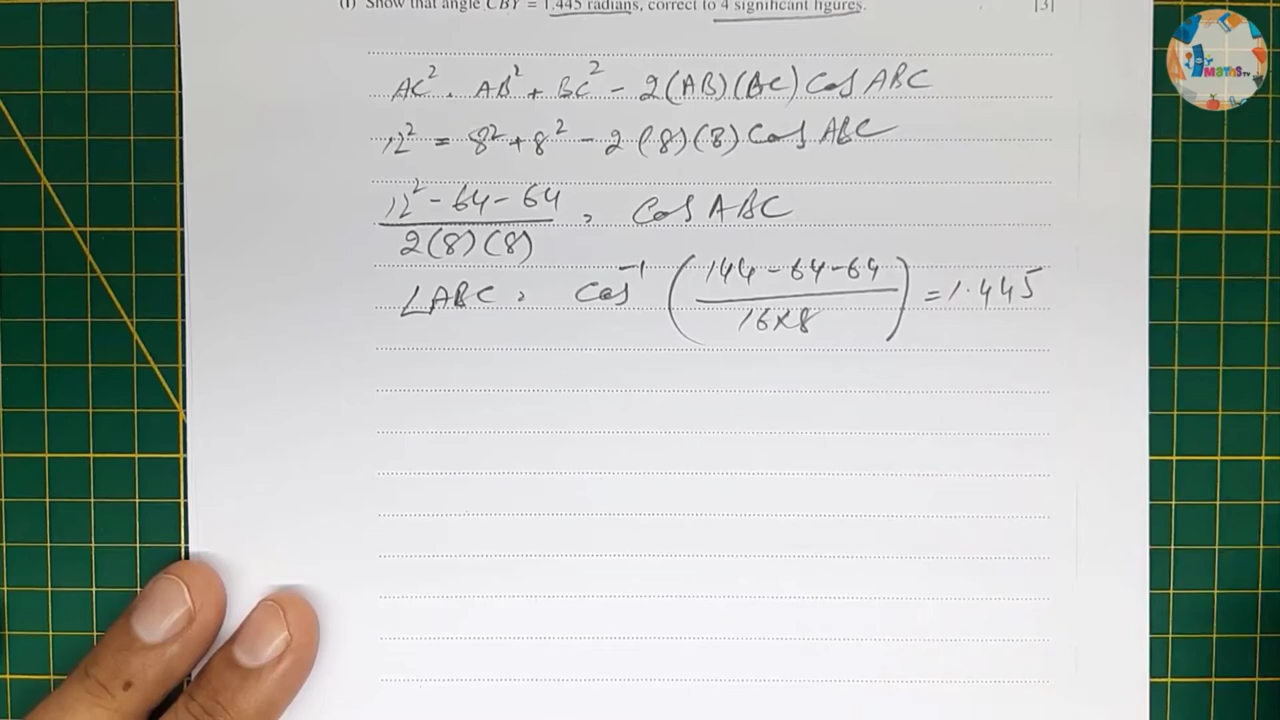 (i) Show that angle CBY = 1.445 radians, correct to 4 significant figures. [3]
AC² = AB² + BC² - 2(AB)(BC) Cos ABC
12² = 8² + 8² - 2(8)(8) Cos ABC
12² - 64 - 64 / 2(8)(8) = Cos ABC
∠ABC = Cos⁻¹ (144 - 64 - 64 / 16×8) = 1.445
Maths TV